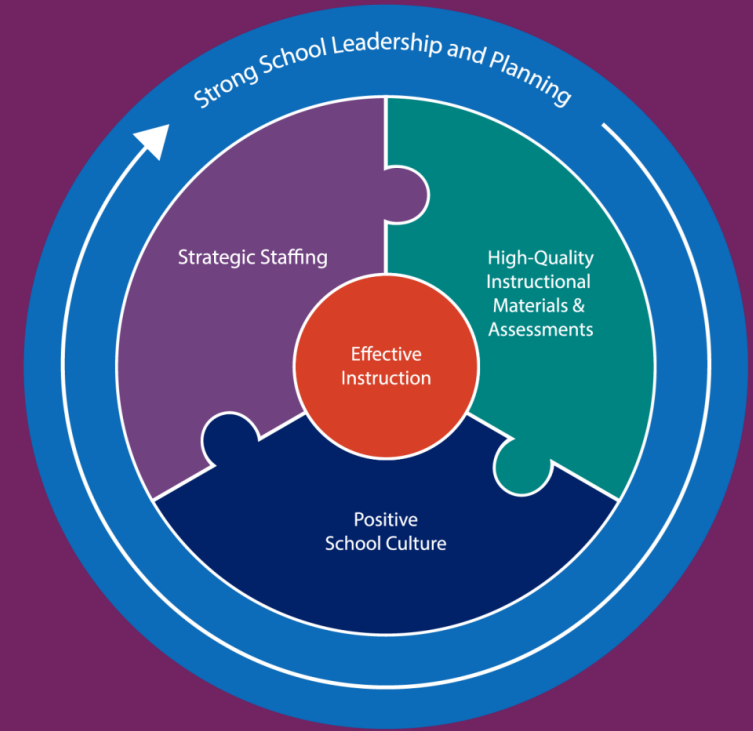 Strong School Leadership and Planning
Strategic Staffing
High-Quality
Instructional
Materials &
Assessments
Effective
Instruction
Positive
School Culture